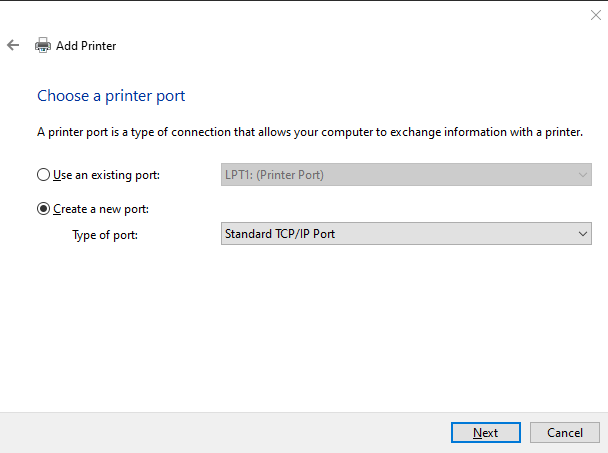 Add Printer
Choose a printer port
A printer port is a type of connection that allows your computer to exchange information with a printer.
Use an existing port: LPT1: (Printer Port)
Create a new port:
Type of port: Standard TCP/IP Port
Next Cancel